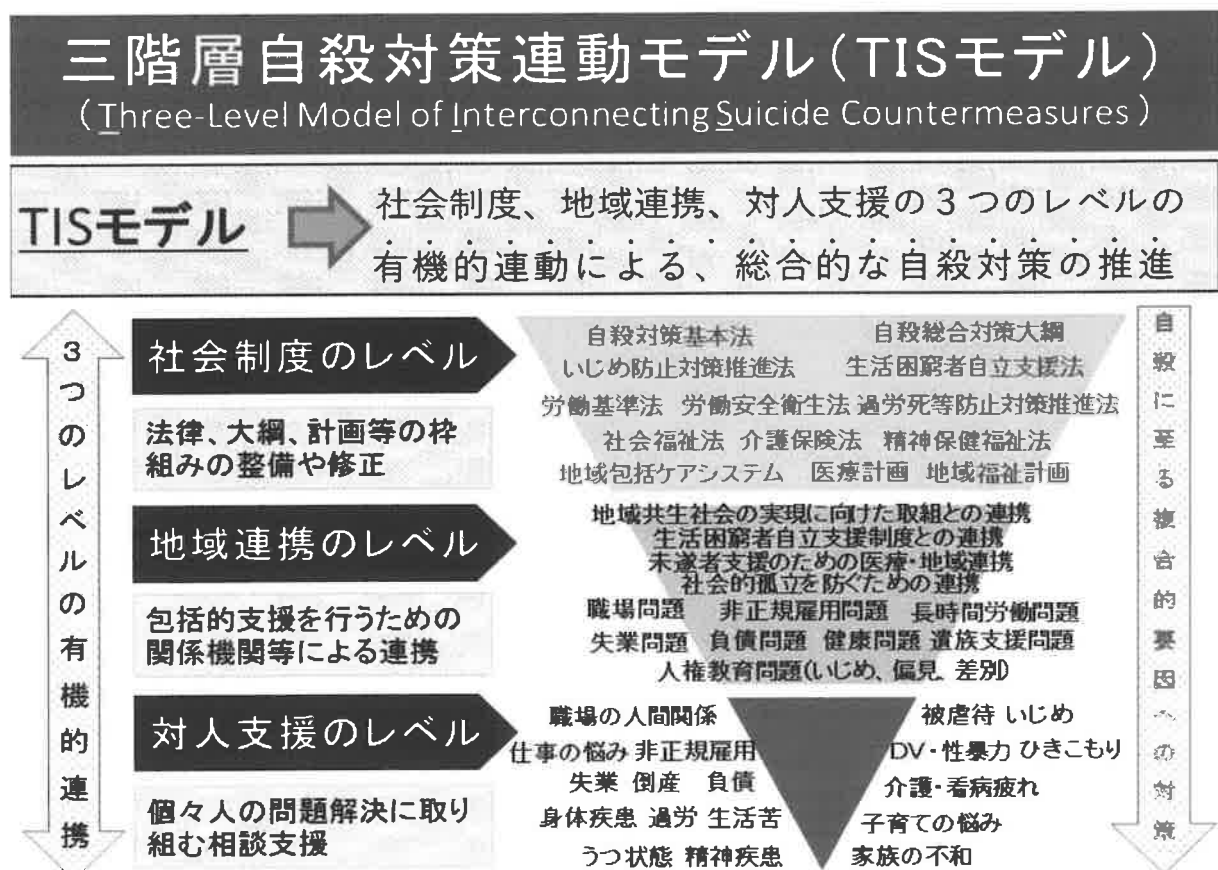 三階層自殺対策連動モデル(TISモデル)
(Three-Level Model of Interconnecting Suicide Countermeasures)
TISモデル
社会制度、地域連携、対人支援の3つのレベルの
有機的連動による、総合的な自殺対策の推進
3つのレベルの有機的連携
社会制度のレベル
法律、大綱、計画等の枠
組みの整備や修正
自殺対策基本法 自殺総合対策大綱
いじめ防止対策推進法 生活困窮者自立支援法
労働基準法 労働安全衛生法 過労死等防止対策推進法
社会福祉法 介護保険法 精神保健福祉法
地域包括ケアシステム 医療計画 地域福祉計画
地域連携のレベル
包括的支援を行うための
関係機関等による連携
地域共生社会の実現に向けた取組との連携
生活困窮者自立支援制度との連携
未遂者支援のための医療・地域連携
社会的孤立を防ぐための連携
職場問題 非正規雇用問題 長時間労働問題
失業問題 負債問題 健康問題 遺族支援問題
人権教育問題(いじめ、偏見、差別)
対人支援のレベル
個々人の問題解決に取り
組む相談支援
職場の人間関係
仕事の悩み 非正規雇用
失業 倒産 負債
身体疾患 過労 生活苦
うつ状態 精神疾患
被虐待 いじめ
DV・性暴力 ひきこもり
介護・看病疲れ
子育ての悩み
家族の不和
自殺に至る複合的要因への対策